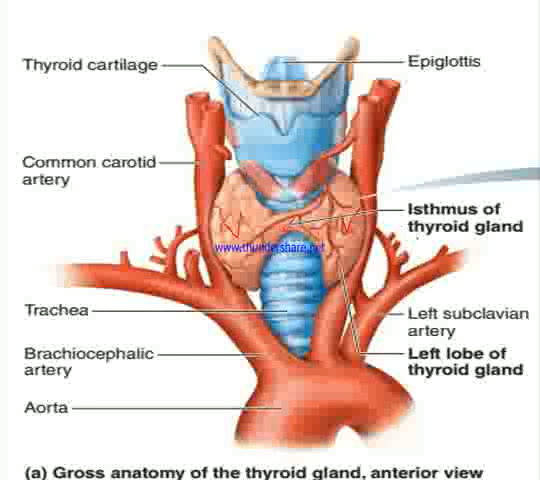 Thyroid cartilage
Epiglottis
Common carotid
artery
Isthmus of
thyroid gland
www.thundershare.net
Trachea
Left subclavian
artery
Brachiocephalic
artery
Left lobe of
thyroid gland
Aorta
(a) Gross anatomy of the thyroid gland, anterior view